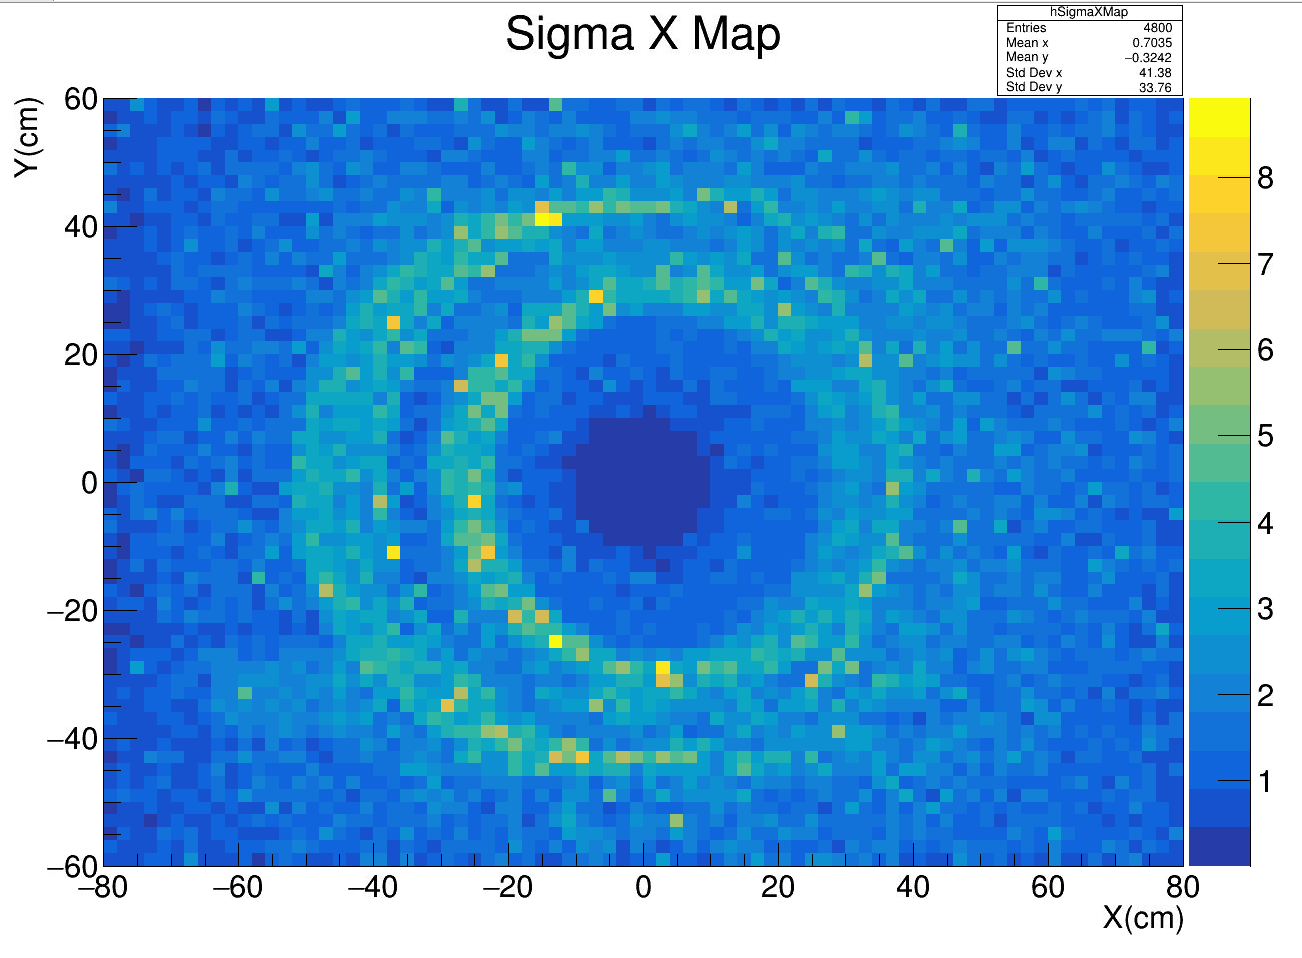 Sigma X Map
hSigmaXMap
Entries 4800
Mean x 0.7035
Mean y −0.3242
Std Dev x 41.38
Std Dev y 33.76
Y(cm)
60
40
20
0
−20
−40
−60
−80 −60 −40 −20 0 20 40 60 80
X(cm)
8
7
6
5
4
3
2
1